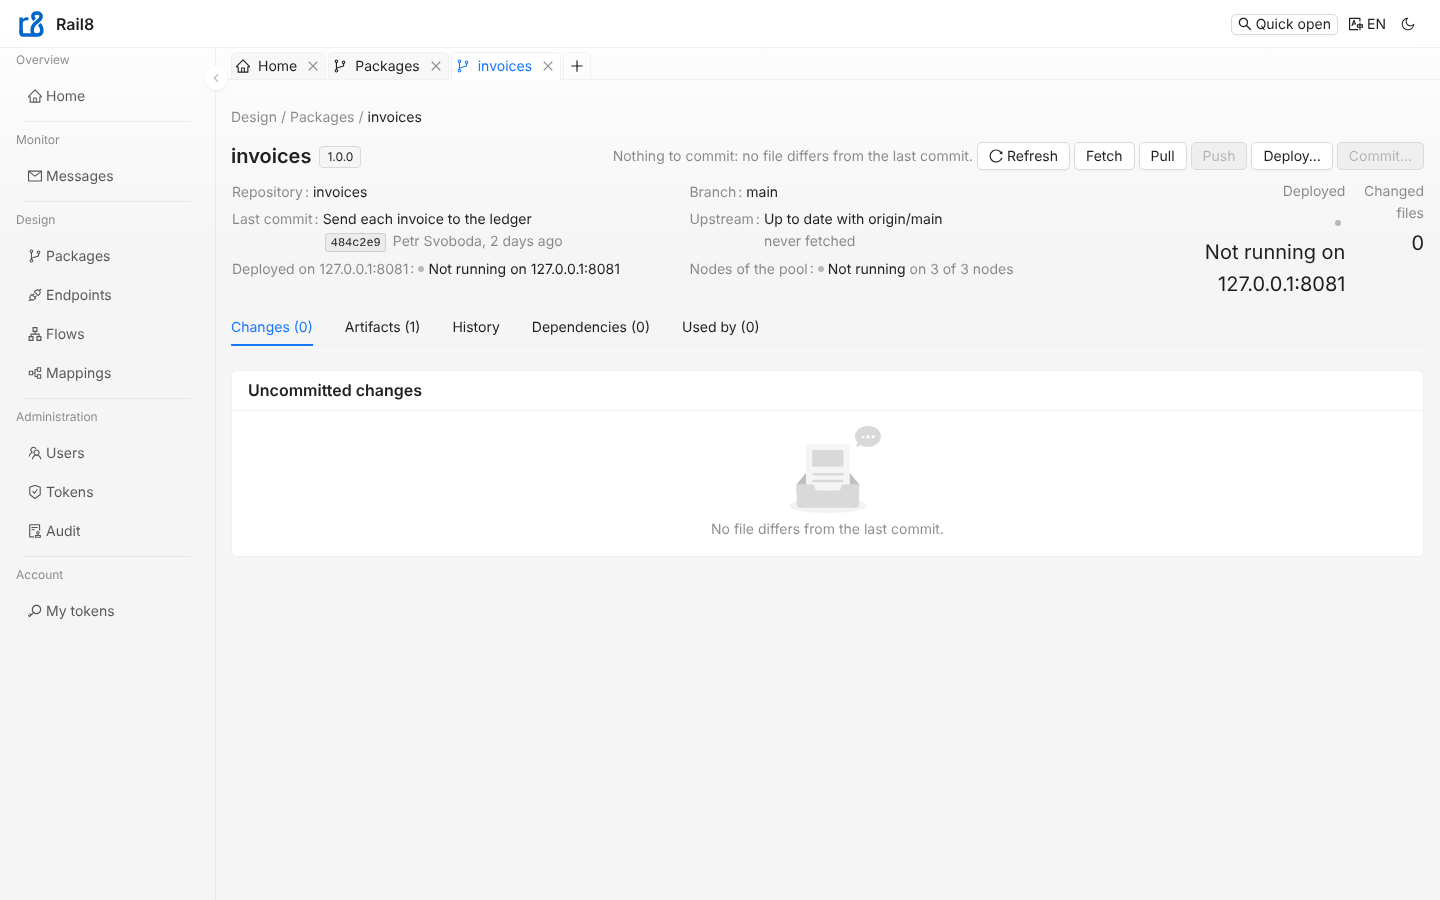 Rail8
Quick open
EN
Overview
Home
Monitor
Messages
Design
Packages
Endpoints
Flows
Mappings
Administration
Users
Tokens
Audit
Account
My tokens
Home
Packages
invoices
Design / Packages / invoices
invoices 1.0.0
Nothing to commit: no file differs from the last commit.
Refresh
Fetch
Pull
Push
Deploy...
Commit...
Repository: invoices
Branch: main
Last commit: Send each invoice to the ledger
484c2e9 Petr Svoboda, 2 days ago
Upstream: Up to date with origin/main
never fetched
Deployed on 127.0.0.1:8081: Not running on 127.0.0.1:8081
Nodes of the pool: Not running on 3 of 3 nodes
Deployed
Not running on
127.0.0.1:8081
Changed
files
0
Changes (0)
Artifacts (1)
History
Dependencies (0)
Used by (0)
Uncommitted changes
No file differs from the last commit.